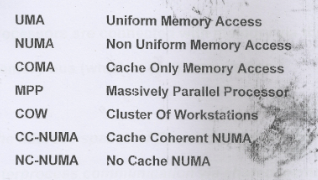 UMA Uniform Memory Access
NUMA Non Uniform Memory Access
COMA Cache Only Memory Access
MPP Massively Parallel Processor
COW Cluster Of Workstations
CC-NUMA Cache Coherent NUMA
NC-NUMA No Cache NUMA